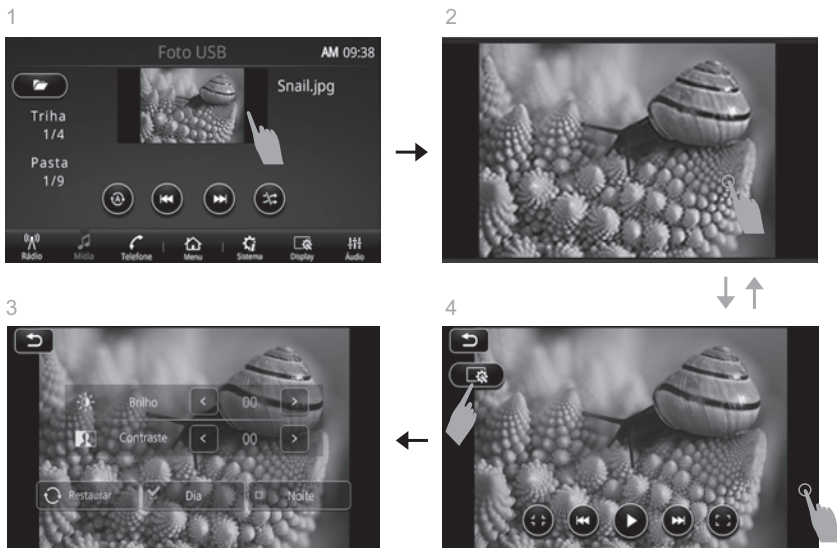 1
Foto USB
AM 09:38
Snail.jpg
Triha
1/4
Pasta
1/9
A
Rádio
Mídia
Telefone
Menu
Sistema
Display
Áudio
2
3
Brilho
< 00 >
Contraste
< 00 >
Restaurar
Dia
Noite
4